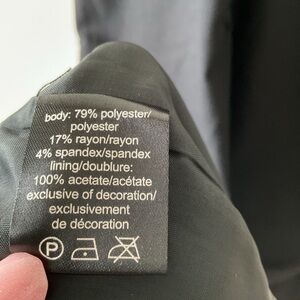 body: 79% polyester/
polyester
17% rayon/rayon
4% spandex/spandex
lining/doublure:
100% acetate/acétate
exclusive of decoration/
exclusivement
de décoration
P